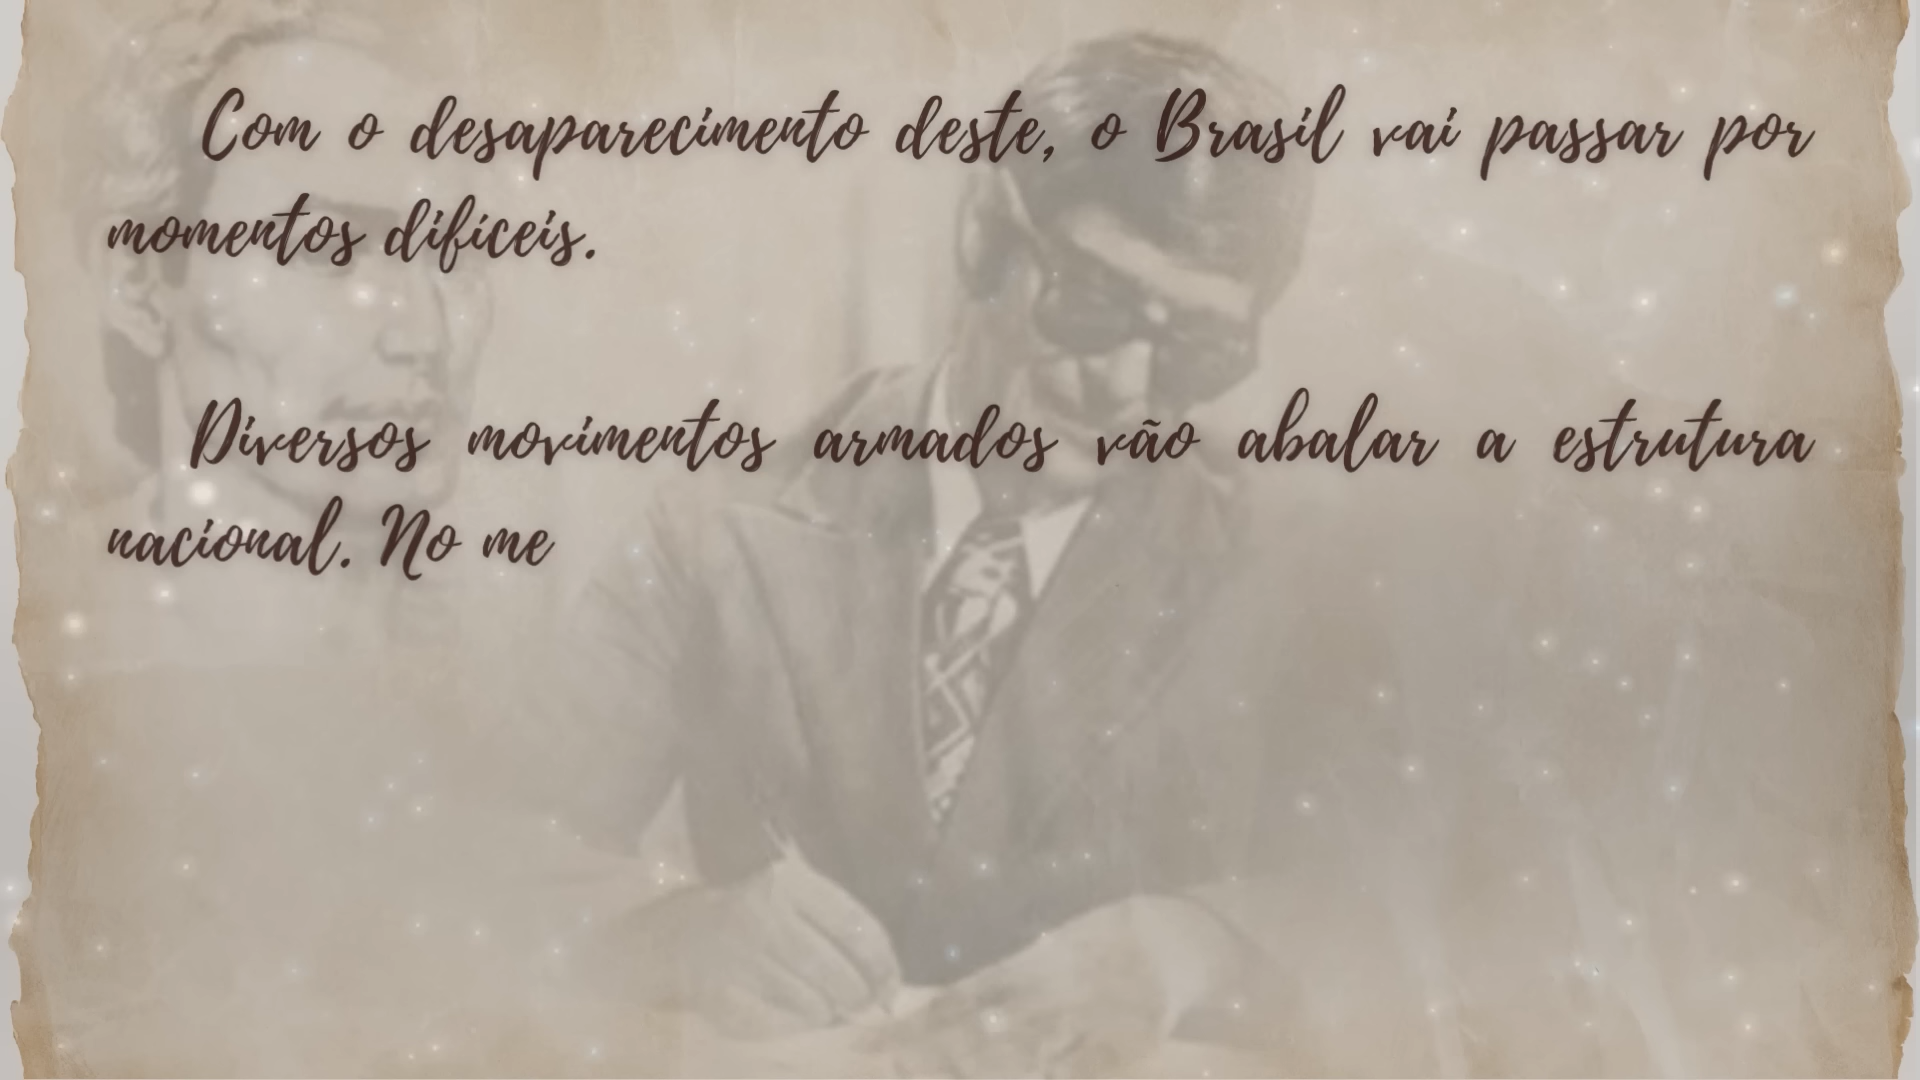 Com o desaparecimento deste, o Brasil vai passar por
momentos difíceis.
Diversos movimentos armados vão abalar a estrutura
nacional. No me